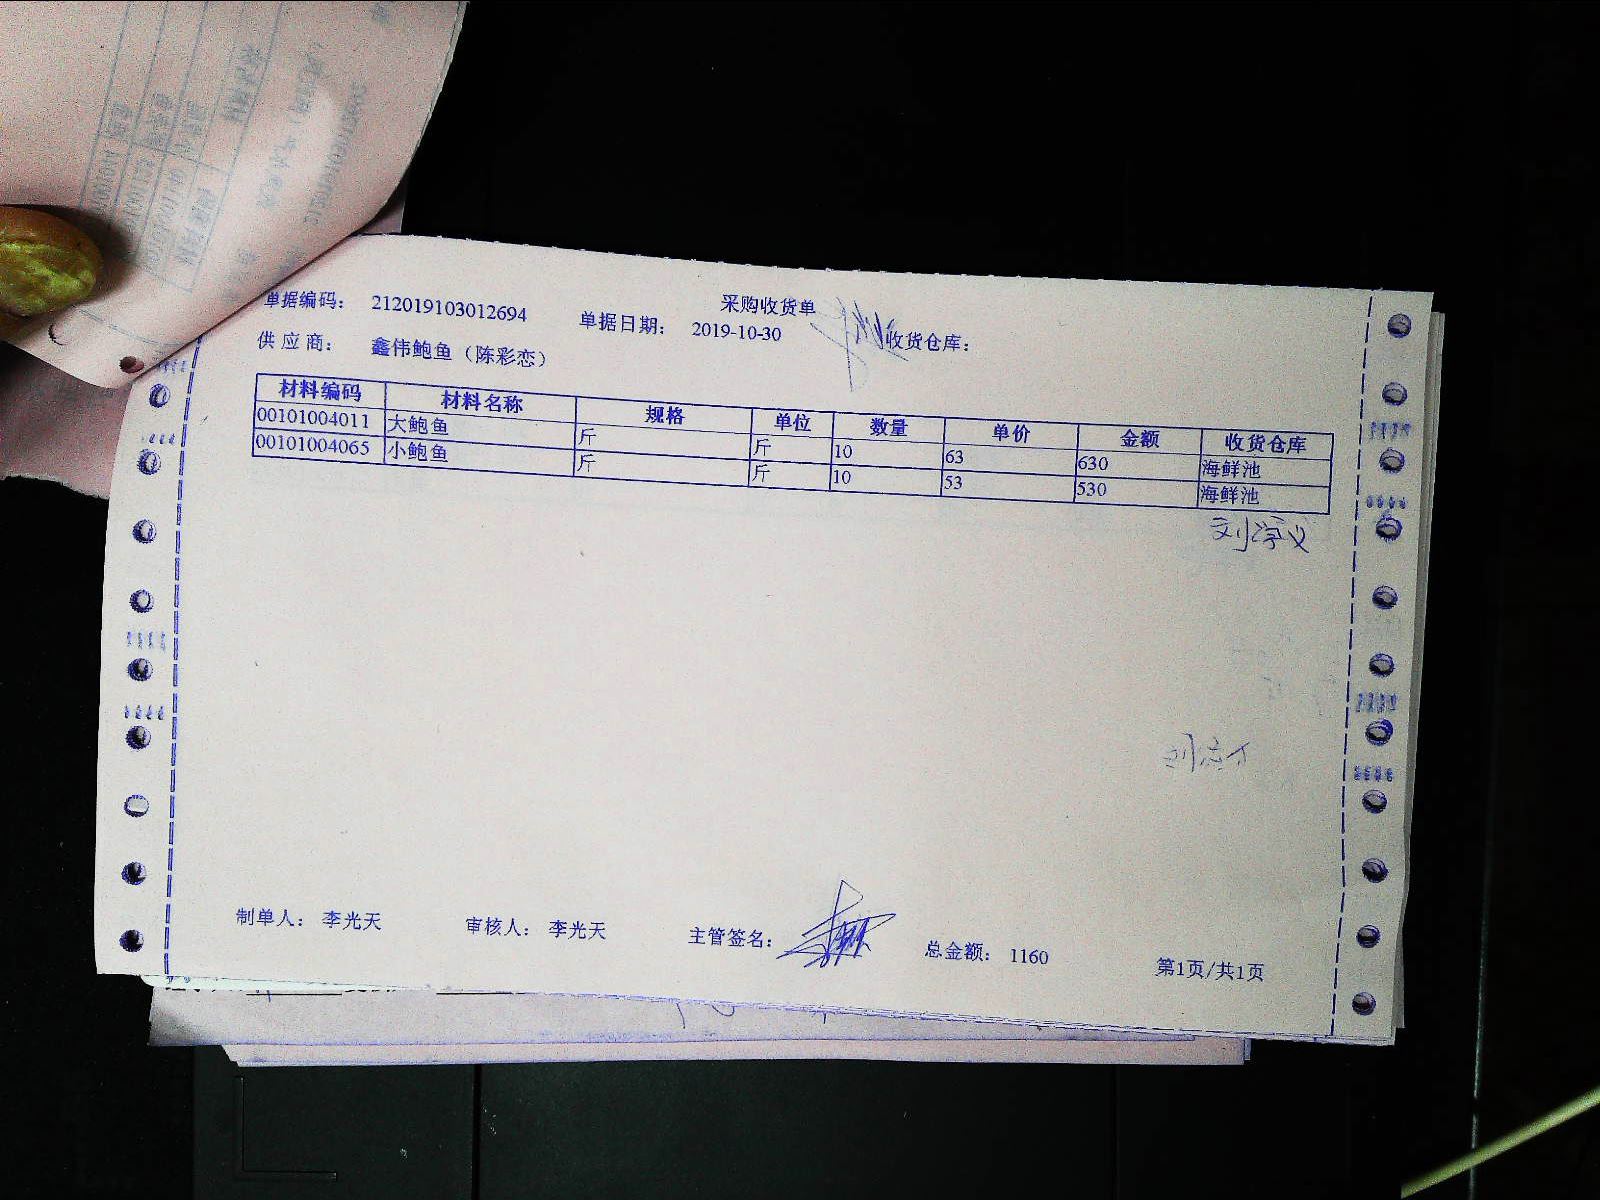 采购收货单
单据编码： 212019103012694 单据日期： 2019-10-30 收货仓库：
供应商： 鑫伟鲍鱼（陈彩恋）
材料编码 材料名称 规格 单位 数量 单价 金额 收货仓库
00101004011 大鲍鱼 斤 斤 10 63 630 海鲜池
00101004065 小鲍鱼 斤 斤 10 53 530 海鲜池
制单人： 李光天 审核人： 李光天 主管签名： 总金额： 1160 第1页/共1页